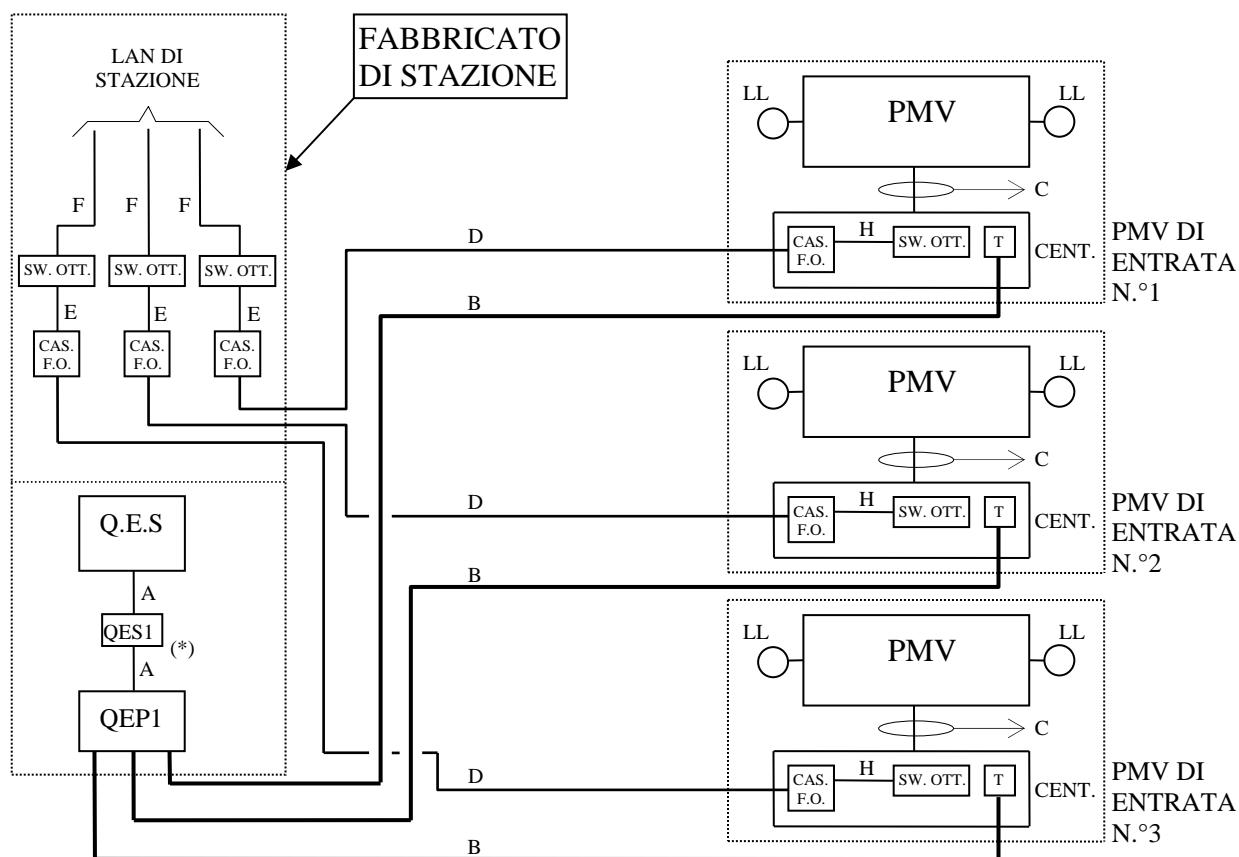 FABBRICATO
DI STAZIONE
LAN DI
STAZIONE
F
F
F
SW. OTT.
SW. OTT.
SW. OTT.
E
E
E
CAS.
F.O.
CAS.
F.O.
CAS.
F.O.
Q.E.S
A
QES1
(*)
A
QEP1
D
B
D
B
D
B
LL
PMV
LL
C
CAS.
F.O.
H
SW. OTT.
T
CENT.
PMV DI
ENTRATA
N.°1
LL
PMV
LL
C
CAS.
F.O.
H
SW. OTT.
T
CENT.
PMV DI
ENTRATA
N.°2
LL
PMV
LL
C
CAS.
F.O.
H
SW. OTT.
T
CENT.
PMV DI
ENTRATA
N.°3